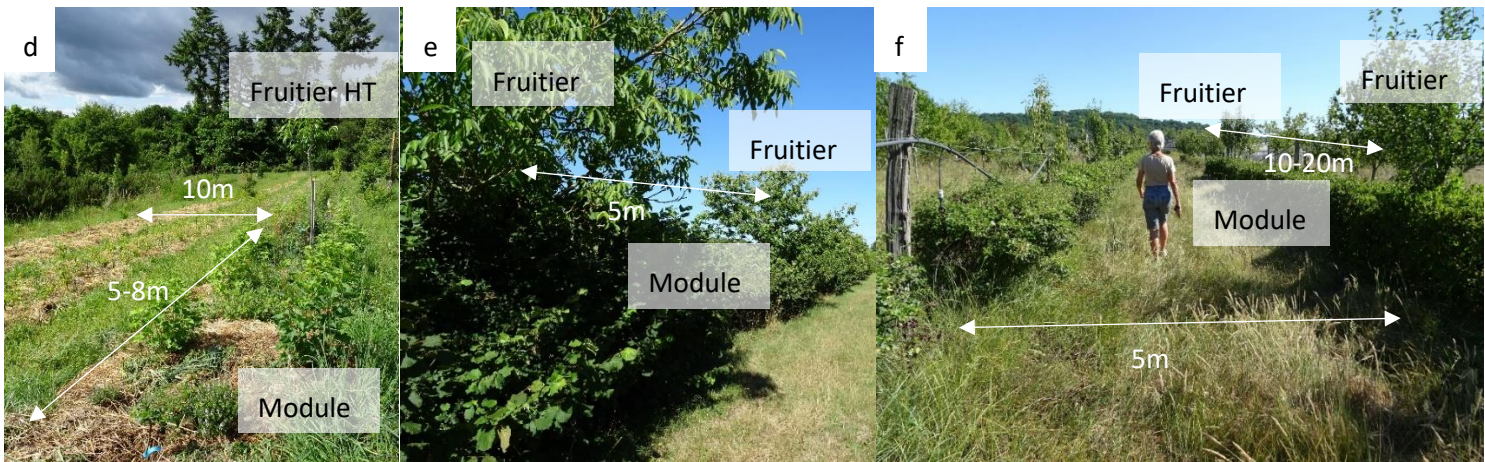 d
Fruitier HT
10m
5-8m
Module
e
Fruitier
Fruitier
5m
Module
f
Fruitier
Fruitier
10-20m
Module
5m